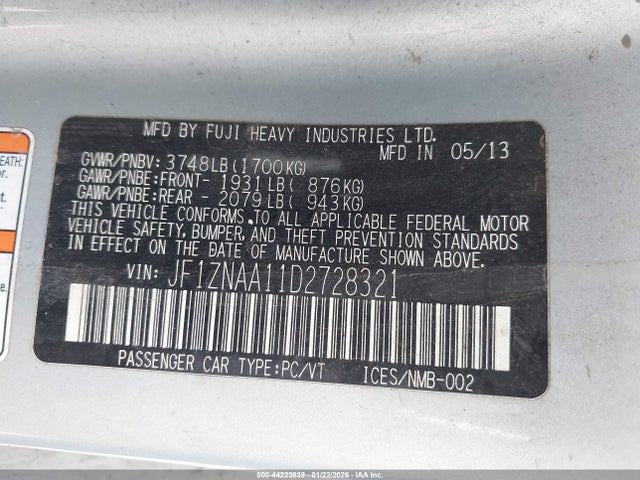 EATH:
r.
o.
MFD BY FUJI HEAVY INDUSTRIES LTD.
MFD IN 05/13
GVWR/PNBV: 3748LB(1700KG)
GAWR/PNBE:FRONT- 1931LB( 876KG)
GAWR/PNBE:REAR - 2079LB( 943KG)
THIS VEHICLE CONFORMS TO ALL APPLICABLE FEDERAL MOTOR
VEHICLE SAFETY, BUMPER, AND THEFT PREVENTION STANDARDS
IN EFFECT ON THE DATE OF MANUFACTURE SHOWN ABOVE.
VIN: JF1ZNAA11D2728321
PASSENGER CAR TYPE:PC/VT ICES/NMB-002
000-44223839 - 01/22/2026 - IAAI.COM